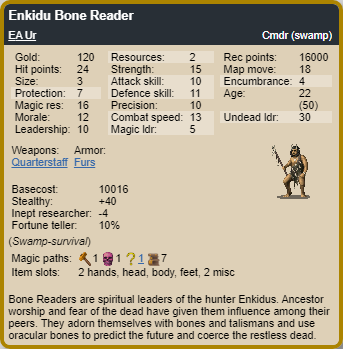 Enkidu Bone Reader
EA Ur Cmdr (swamp)
Gold: 120 Resources: 2 Rec points: 16000
Hit points: 24 Strength: 15 Map move: 18
Size: 3 Attack skill: 10 Encumbrance: 4
Protection: 7 Defence skill: 11 Age: 22
Magic res: 16 Precision: 10 (50)
Morale: 12 Combat speed: 13 Undead ldr: 30
Leadership: 10 Magic ldr: 5
Weapons: Armor:
Quarterstaff Furs
Basecost: 10016
Stealthy: +40
Inept researcher: -4
Fortune teller: 10%
(Swamp-survival)
Magic paths: 1 1 ?1 7
Item slots: 2 hands, head, body, feet, 2 misc
Bone Readers are spiritual leaders of the hunter Enkidus. Ancestor
worship and fear of the dead have given them influence among their
peers. They adorn themselves with bones and talismans and use
oracular bones to predict the future and coerce the restless dead.